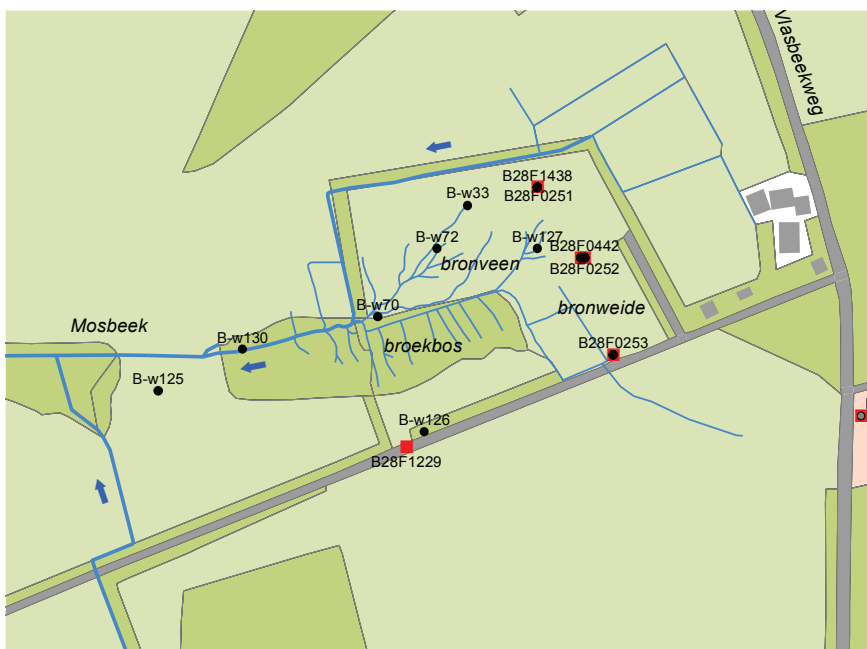 Vlasbeekweg
B28F1438
B28F0251
B-w33
B-w72
B-w127
B28F0442
B28F0252
bronveen
bronweide
B-w70
Mosbeek
B-w130
broekbos
B28F0253
B-w125
B-w126
B28F1229